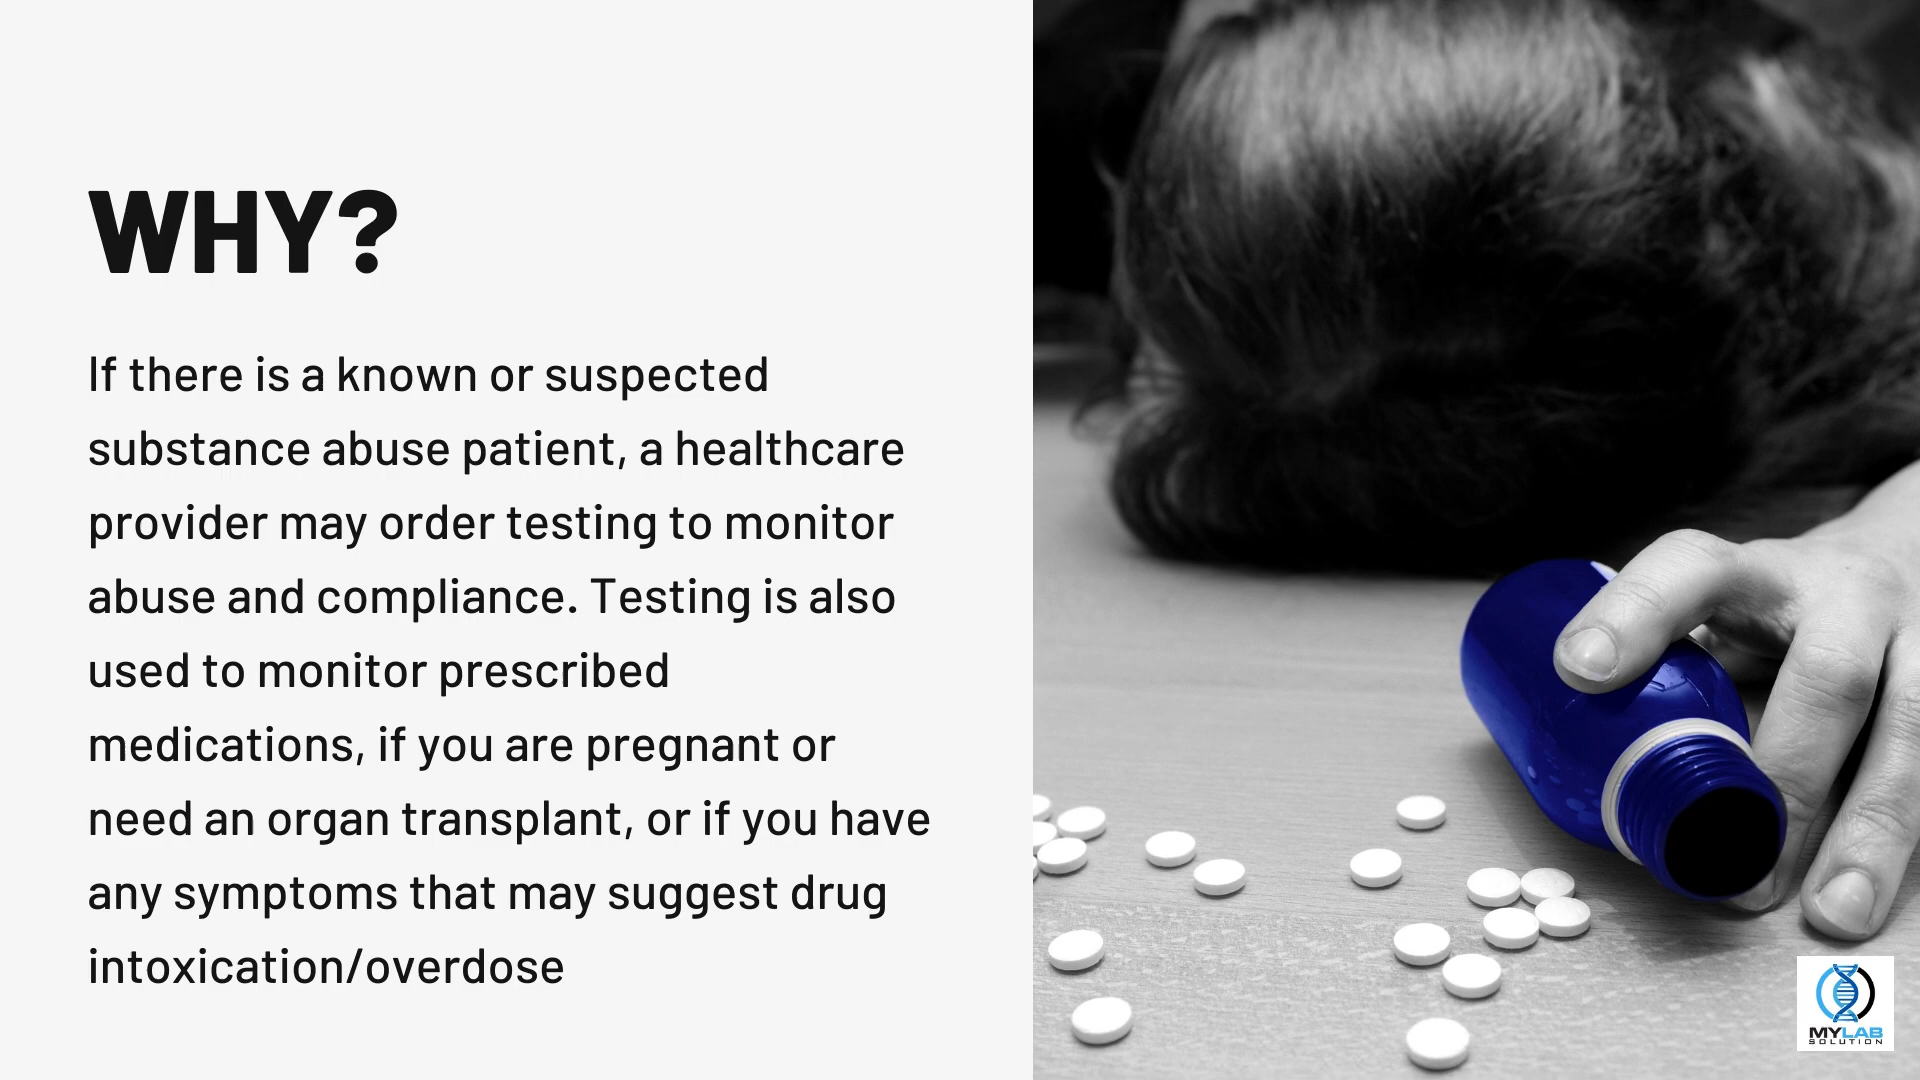 WHY?
If there is a known or suspected
substance abuse patient, a healthcare
provider may order testing to monitor
abuse and compliance. Testing is also
used to monitor prescribed
medications, if you are pregnant or
need an organ transplant, or if you have
any symptoms that may suggest drug
intoxication/overdose
MYLAB
SOLUTION